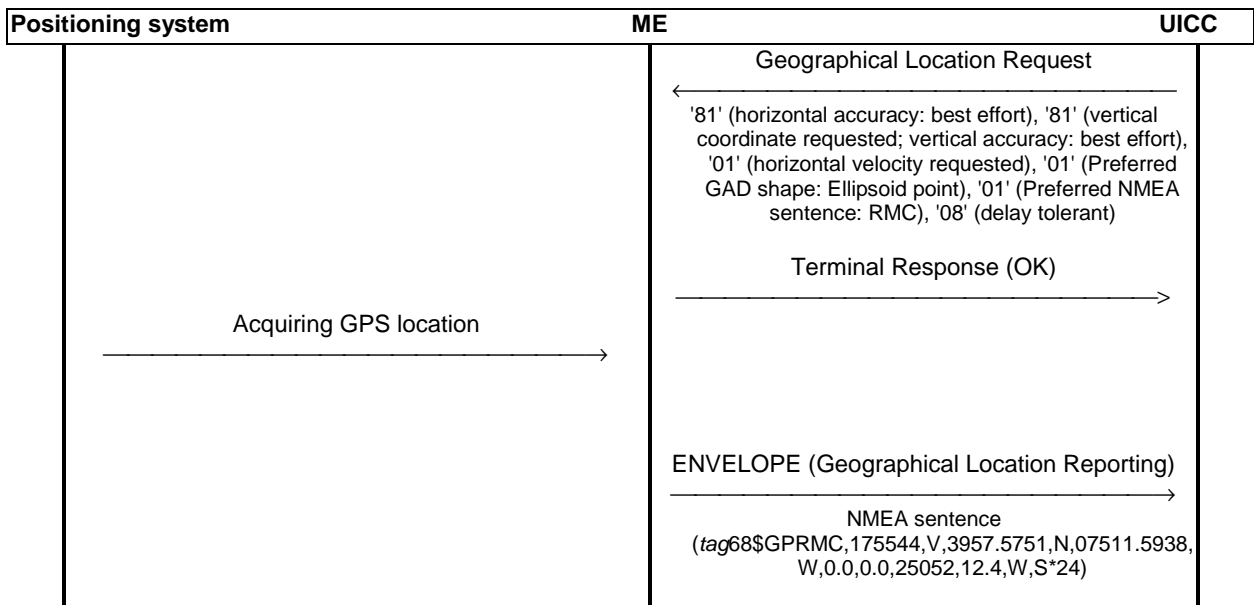 Positioning system ME UICC
Geographical Location Request
'81' (horizontal accuracy: best effort), '81' (vertical
coordinate requested; vertical accuracy: best effort),
'01' (horizontal velocity requested), '01' (Preferred
GAD shape: Ellipsoid point), '01' (Preferred NMEA
sentence: RMC), '08' (delay tolerant)
Terminal Response (OK)
Acquiring GPS location
ENVELOPE (Geographical Location Reporting)
NMEA sentence
(tag68$GPRMC,175544,V,3957.5751,N,07511.5938,
W,0.0,0.0,25052,12.4,W,S*24)